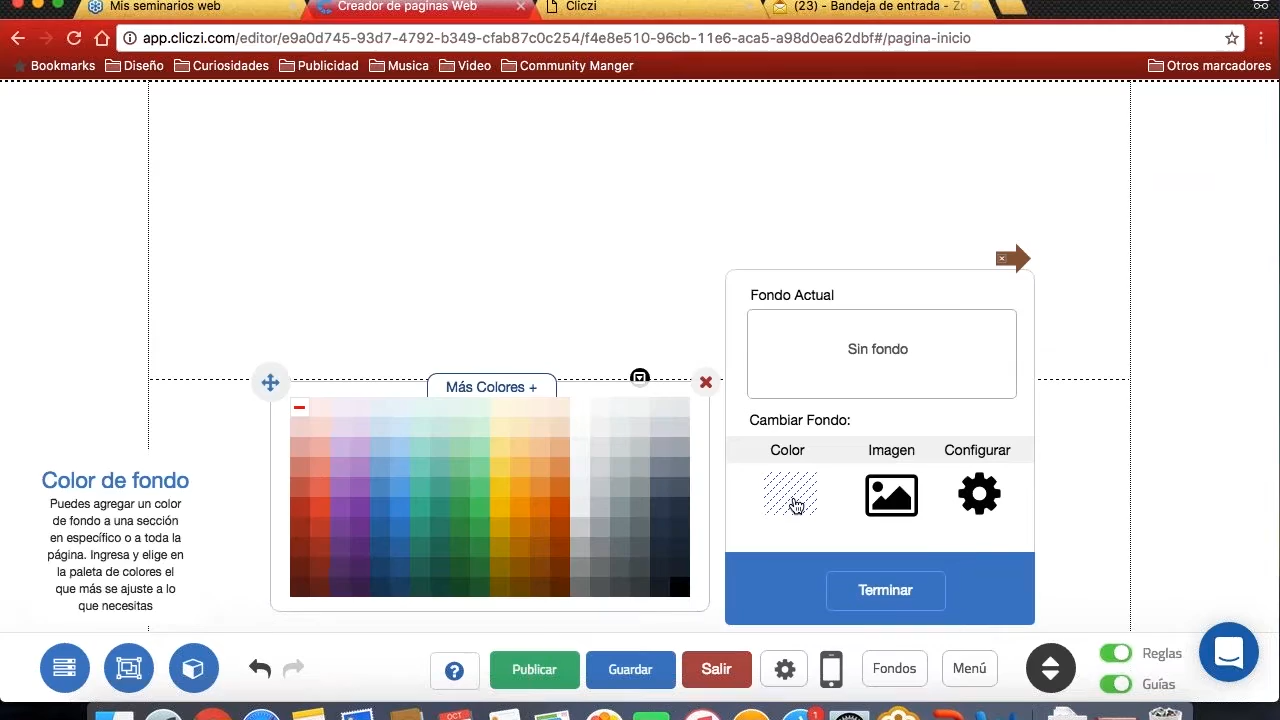 Mis seminarios web
Creador de paginas Web
Cliczi
(23) - Bandeja de entrada - Zo
app.cliczi.com/editor/e9a0d745-93d7-4792-b349-cfab87c0c254/f4e8e510-96cb-11e6-aca5-a98d0ea62dbf#/pagina-inicio
Bookmarks Diseño Curiosidades Publicidad Musica Video Community Manger Otros marcadores
Fondo Actual
Sin fondo
Más Colores +
Cambiar Fondo:
Color Imagen Configurar
Color de fondo
Puedes agregar un color
de fondo a una sección
en específico o a toda la
página. Ingresa y elige en
la paleta de colores el
que más se ajuste a lo
que necesitas
Terminar
? Publicar Guardar Salir Fondos Menú
Reglas
Guías
OCT
1